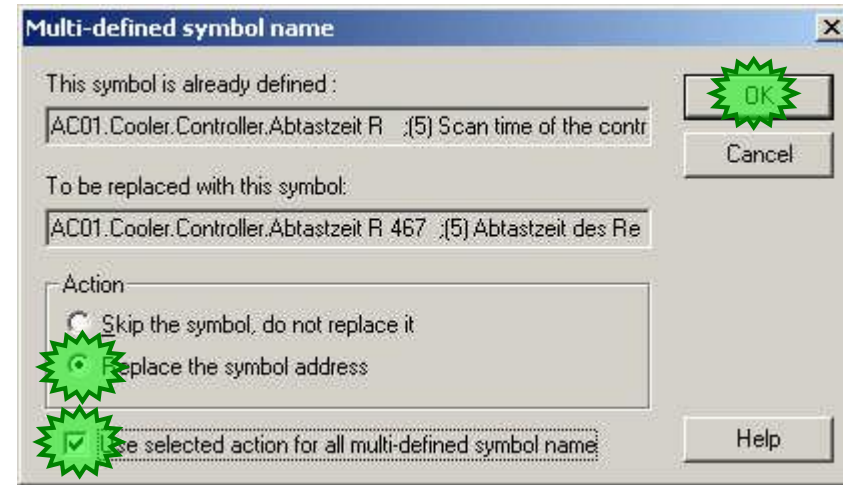 Multi-defined symbol name
This symbol is already defined :
AC01.Cooler.Controller.Abtastzeit R ;(5) Scan time of the contr
OK
Cancel
To be replaced with this symbol:
AC01.Cooler.Controller.Abtastzeit R 467 ;(5) Abtastzeit des Re
Action
Skip the symbol, do not replace it
Replace the symbol address
Use selected action for all multi-defined symbol name
Help